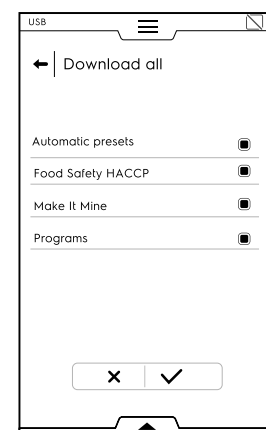 USB
Download all
Automatic presets
Food Safety HACCP
Make It Mine
Programs